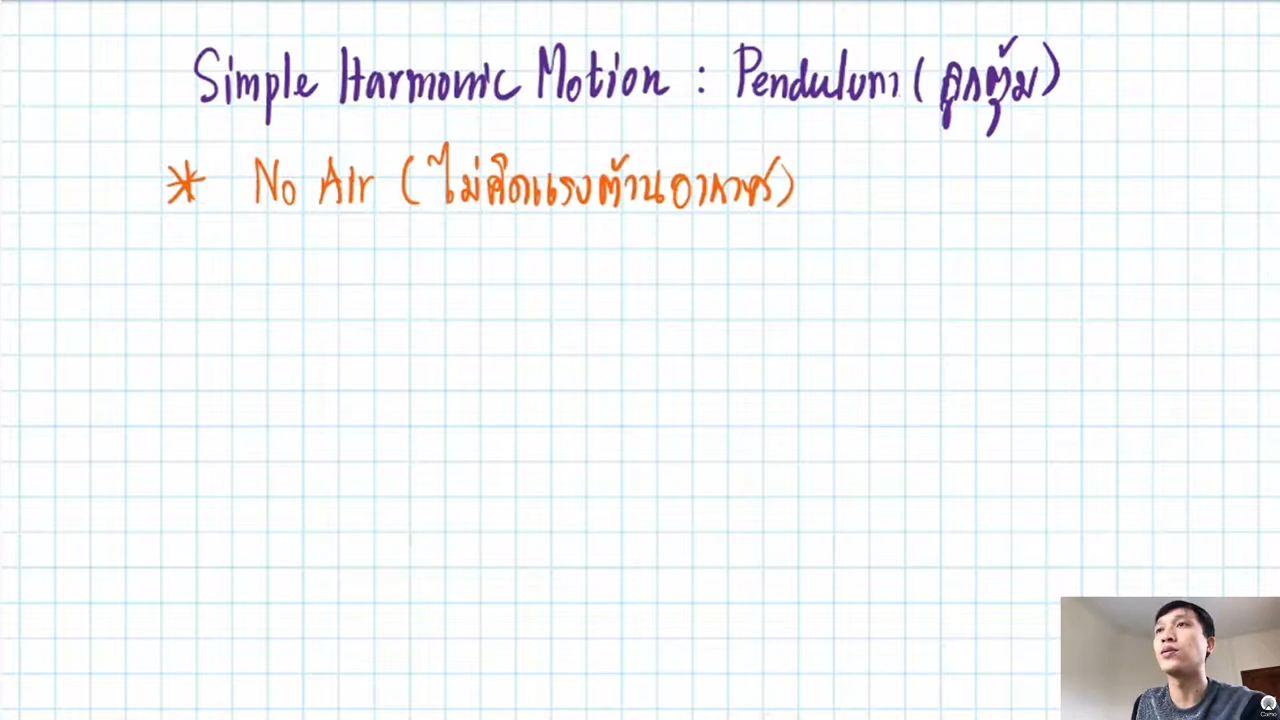 Simple Harmonic Motion : Pendulum (ลูกตุ้ม)
* No Air (ไม่คิดแรงต้านอากาศ)
Camo